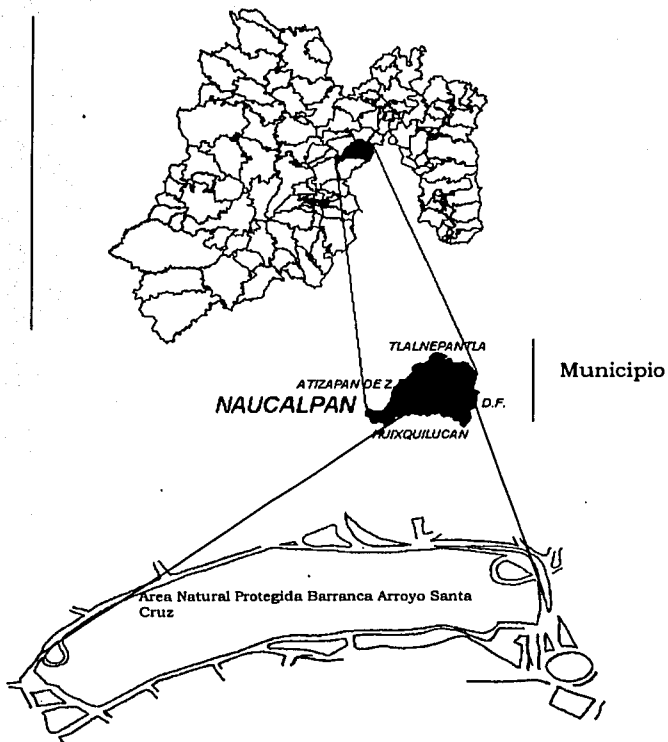 TLALNEPANTLA
Municipio
ATIZAPAN DE Z.
NAUCALPAN
D.F.
HUIXQUILUCAN
Area Natural Protegida Barranca Arroyo Santa
Cruz